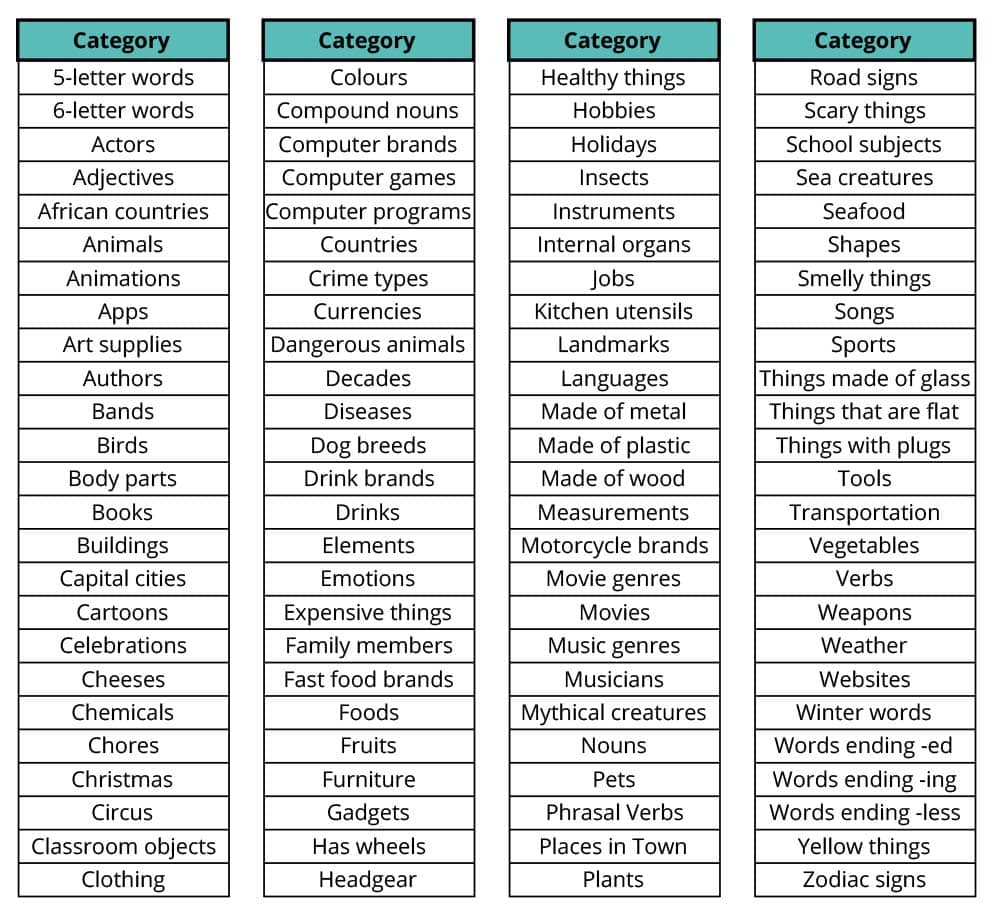 Category
5-letter words
6-letter words
Actors
Adjectives
African countries
Animals
Animations
Apps
Art supplies
Authors
Bands
Birds
Body parts
Books
Buildings
Capital cities
Cartoons
Celebrations
Cheeses
Chemicals
Chores
Christmas
Circus
Classroom objects
Clothing
Category
Colours
Compound nouns
Computer brands
Computer games
Computer programs
Countries
Crime types
Currencies
Dangerous animals
Decades
Diseases
Dog breeds
Drink brands
Drinks
Elements
Emotions
Expensive things
Family members
Fast food brands
Foods
Fruits
Furniture
Gadgets
Has wheels
Headgear
Category
Healthy things
Hobbies
Holidays
Insects
Instruments
Internal organs
Jobs
Kitchen utensils
Landmarks
Languages
Made of metal
Made of plastic
Made of wood
Measurements
Motorcycle brands
Movie genres
Movies
Music genres
Musicians
Mythical creatures
Nouns
Pets
Phrasal Verbs
Places in Town
Plants
Category
Road signs
Scary things
School subjects
Sea creatures
Seafood
Shapes
Smelly things
Songs
Sports
Things made of glass
Things that are flat
Things with plugs
Tools
Transportation
Vegetables
Verbs
Weapons
Weather
Websites
Winter words
Words ending -ed
Words ending -ing
Words ending -less
Yellow things
Zodiac signs